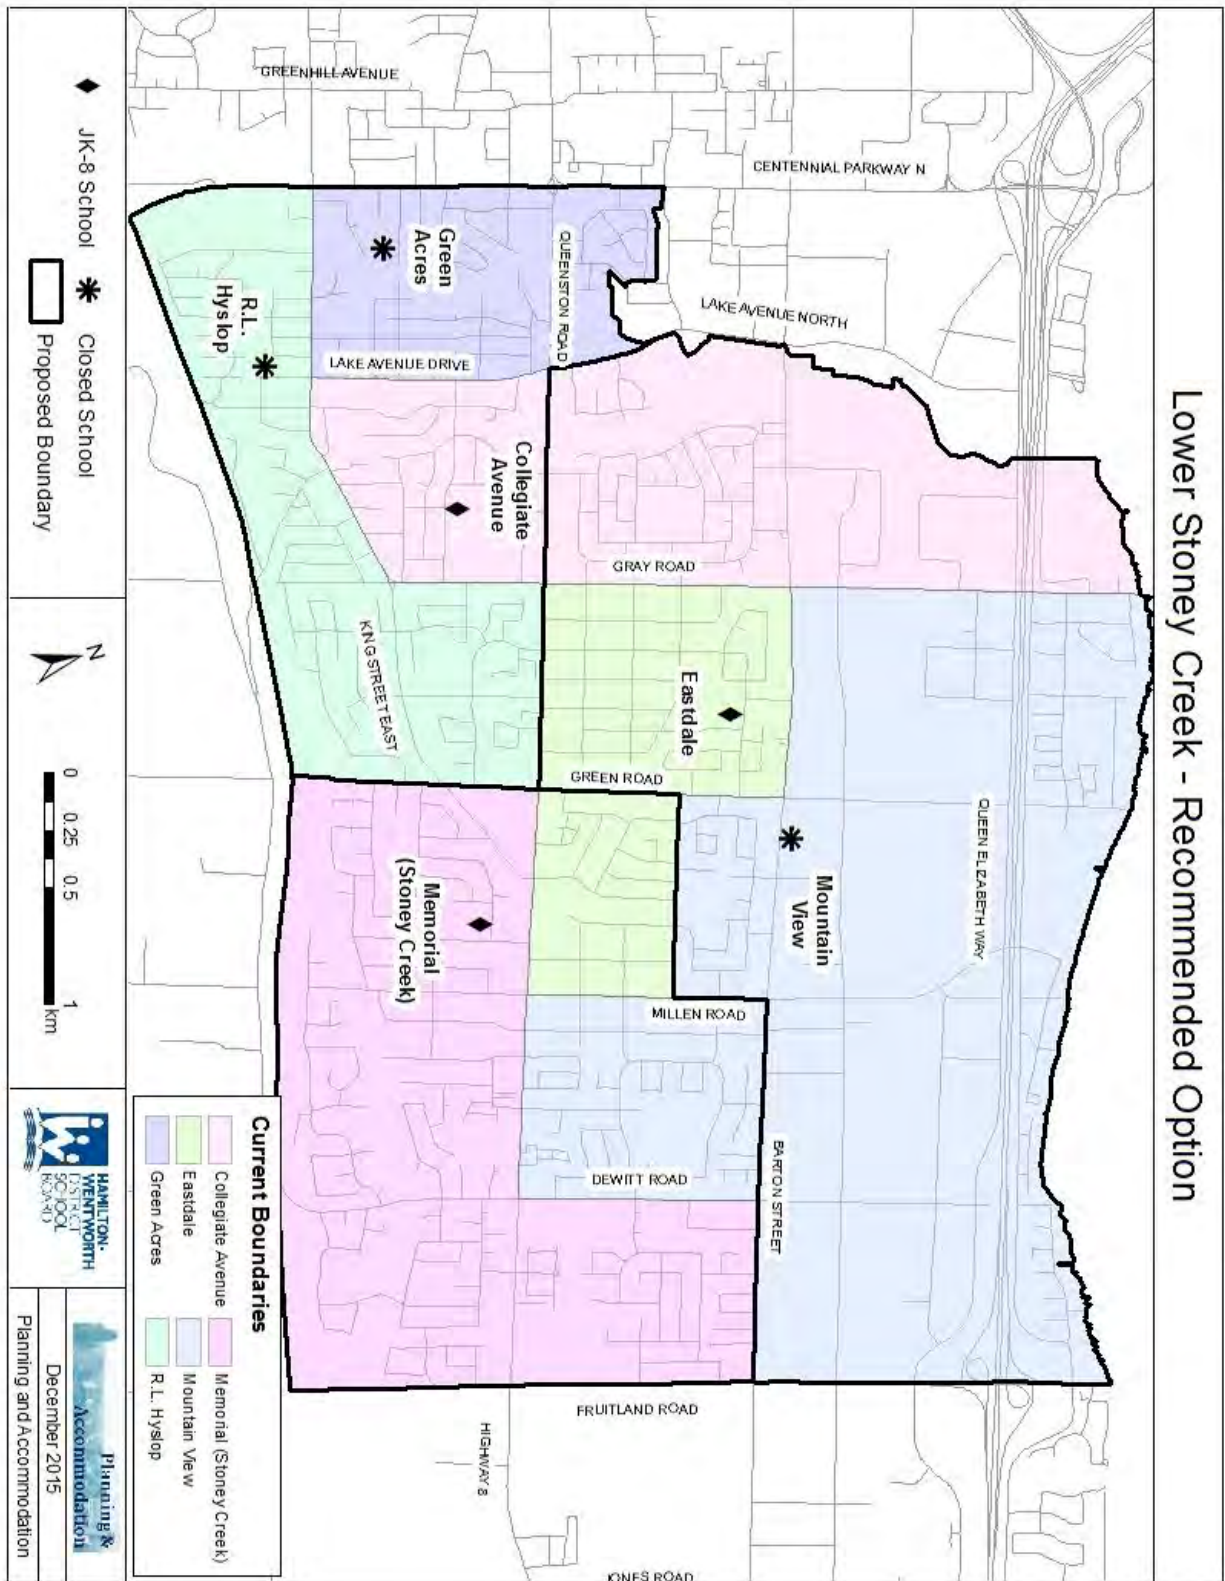 Lower Stoney Creek - Recommended Option
GREENHILL AVENUE
CENTENNIAL PARKWAY N
LAKE AVENUE NORTH
QUEENSTON ROAD
LAKE AVENUE DRIVE
Green
Acres
R.L.
Hyslop
Collegiate
Avenue
GRAY ROAD
KING STREET EAST
Eastdale
GREEN ROAD
QUEEN ELIZABETH WAY
Mountain
View
Memorial
(Stoney Creek)
MILLEN ROAD
DEWITT ROAD
BARTON STREET
FRUITLAND ROAD
HIGHWAY 8
JONES ROAD
Current Boundaries
Collegiate Avenue
Memorial (Stoney Creek)
Eastdale
Mountain View
Green Acres
R.L. Hyslop
JK-8 School
Closed School
Proposed Boundary
N
0 0.25 0.5 1
km
HAMILTON-
WENTWORTH
DISTRICT
SCHOOL
BOARD
Planning &
Accommodation
December 2015
Planning and Accommodation